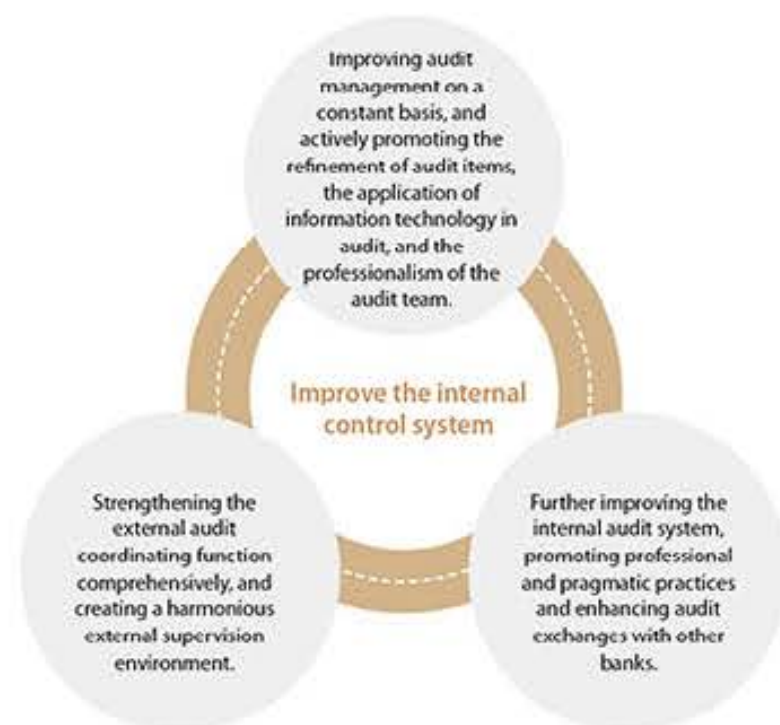 Improving audit
management on a
constant basis, and
actively promoting the
refinement of audit items,
the application of
information technology in
audit, and the
professionalism of the
audit team.
Improve the internal
control system
Strengthening the
external audit
coordinating function
comprehensively, and
creating a harmonious
external supervision
environment.
Further improving the
internal audit system,
promoting professional
and pragmatic practices
and enhancing audit
exchanges with other
banks.